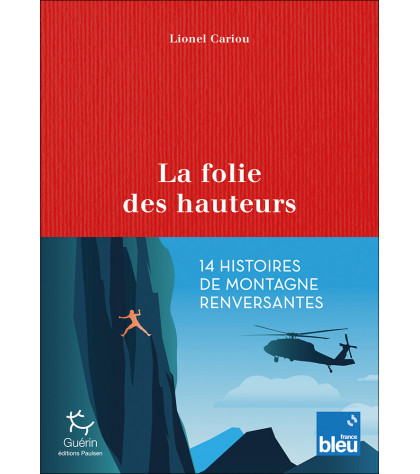 Lionel Cariou
La folie
des hauteurs
14 HISTOIRES
DE MONTAGNE
RENVERSANTES
Guérin
éditions Paulsen
france
bleu